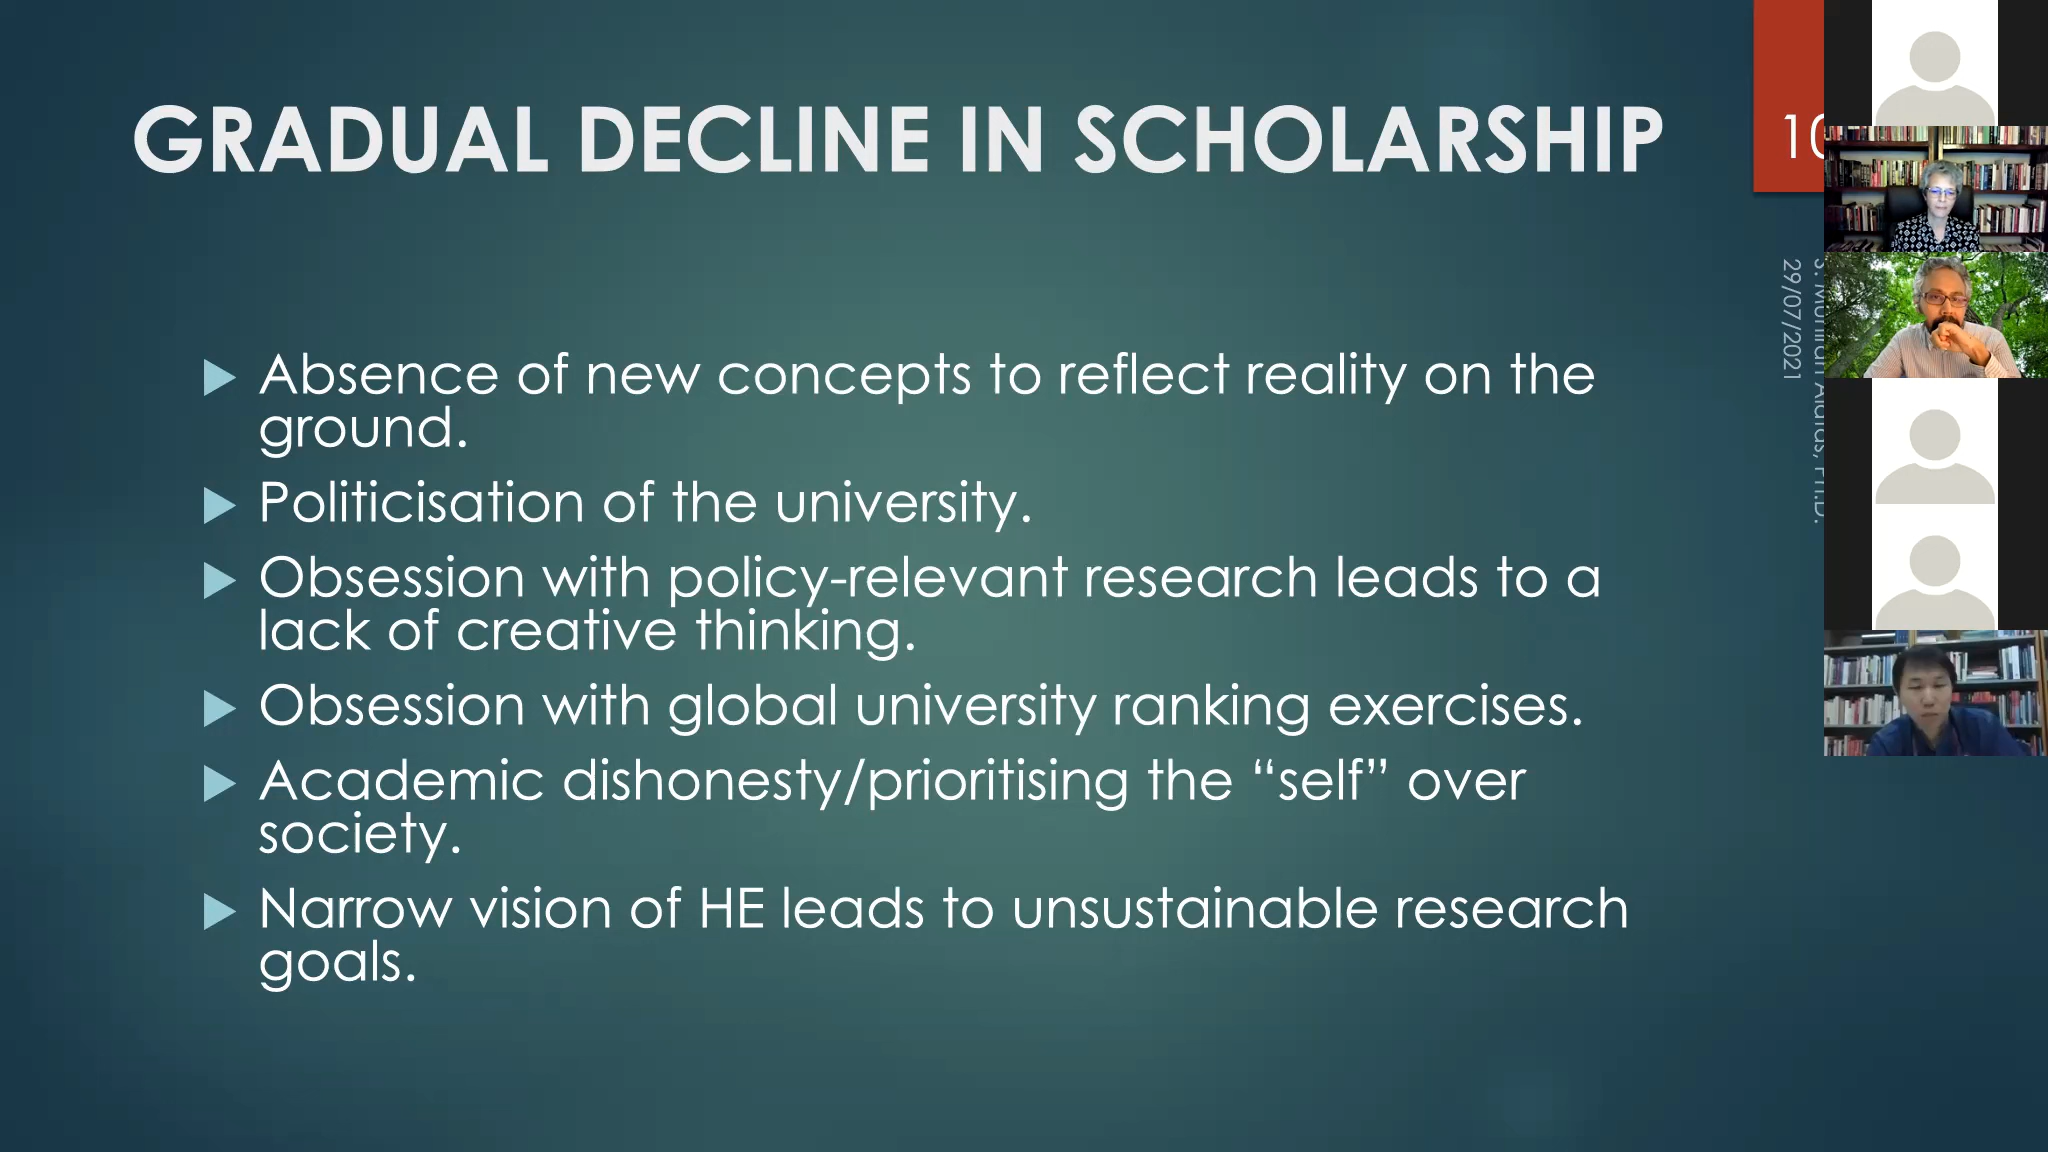 GRADUAL DECLINE IN SCHOLARSHIP
10
Absence of new concepts to reflect reality on the
ground.
Politicisation of the university.
Obsession with policy-relevant research leads to a
lack of creative thinking.
Obsession with global university ranking exercises.
Academic dishonesty/prioritising the “self” over
society.
Narrow vision of HE leads to unsustainable research
goals.
29/07/2021